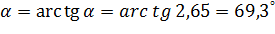 α = arc tg α = arc tg 2,65 = 69,3°